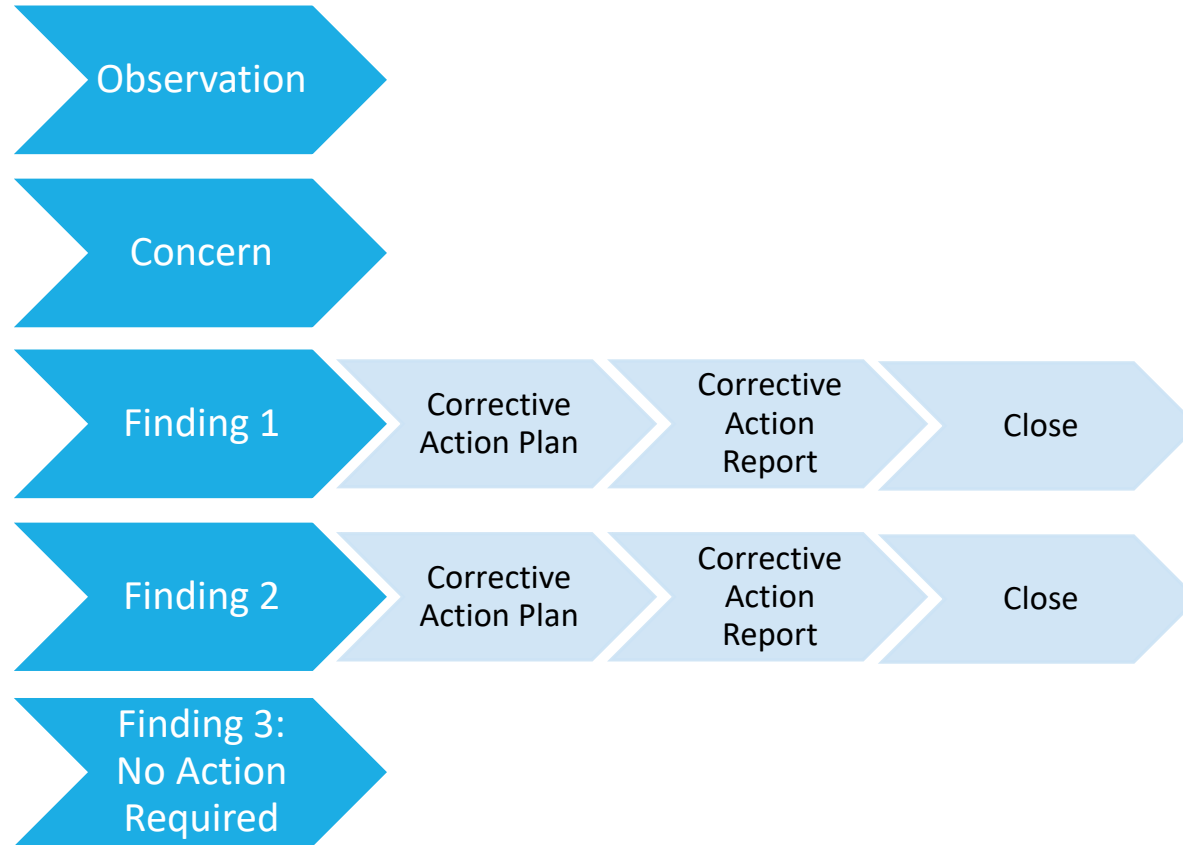 Observation
Concern
Finding 1
Corrective
Action Plan
Corrective
Action
Report
Close
Finding 2
Corrective
Action Plan
Corrective
Action
Report
Close
Finding 3:
No Action
Required